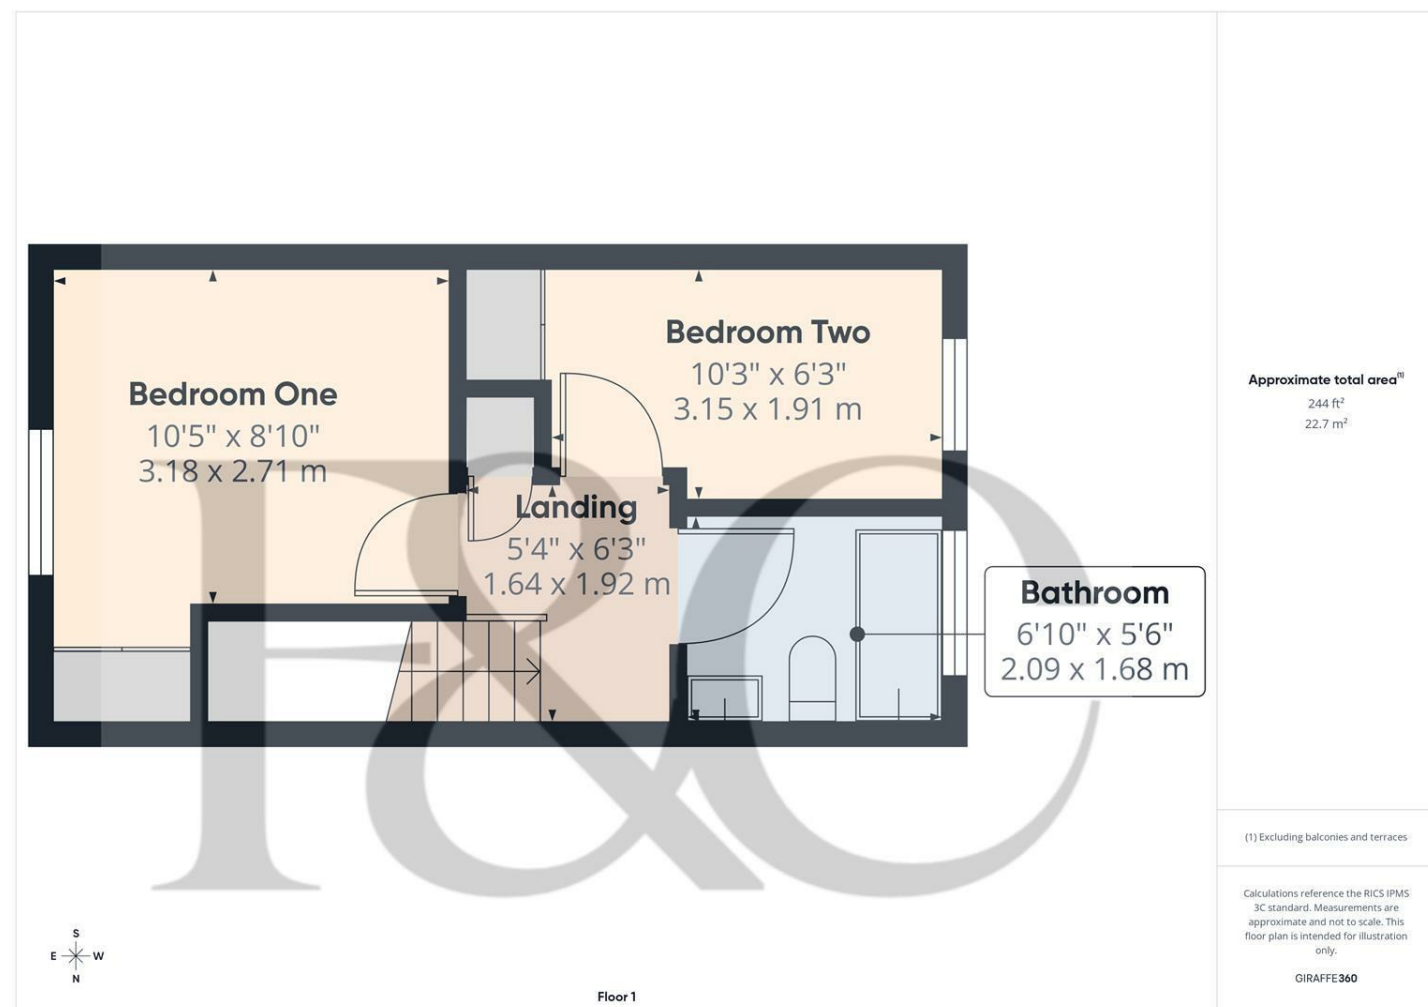 Bedroom One
10'5" x 8'10"
3.18 x 2.71 m
Bedroom Two
10'3" x 6'3"
3.15 x 1.91 m
Landing
5'4" x 6'3"
1.64 x 1.92 m
Bathroom
6'10" x 5'6"
2.09 x 1.68 m
F&C
S
E W
N
Floor 1
Approximate total area(1)
244 ft²
22.7 m²
(1) Excluding balconies and terraces
Calculations reference the RICS IPMS
3C standard. Measurements are
approximate and not to scale. This
floor plan is intended for illustration
only.
GIRAFFE360